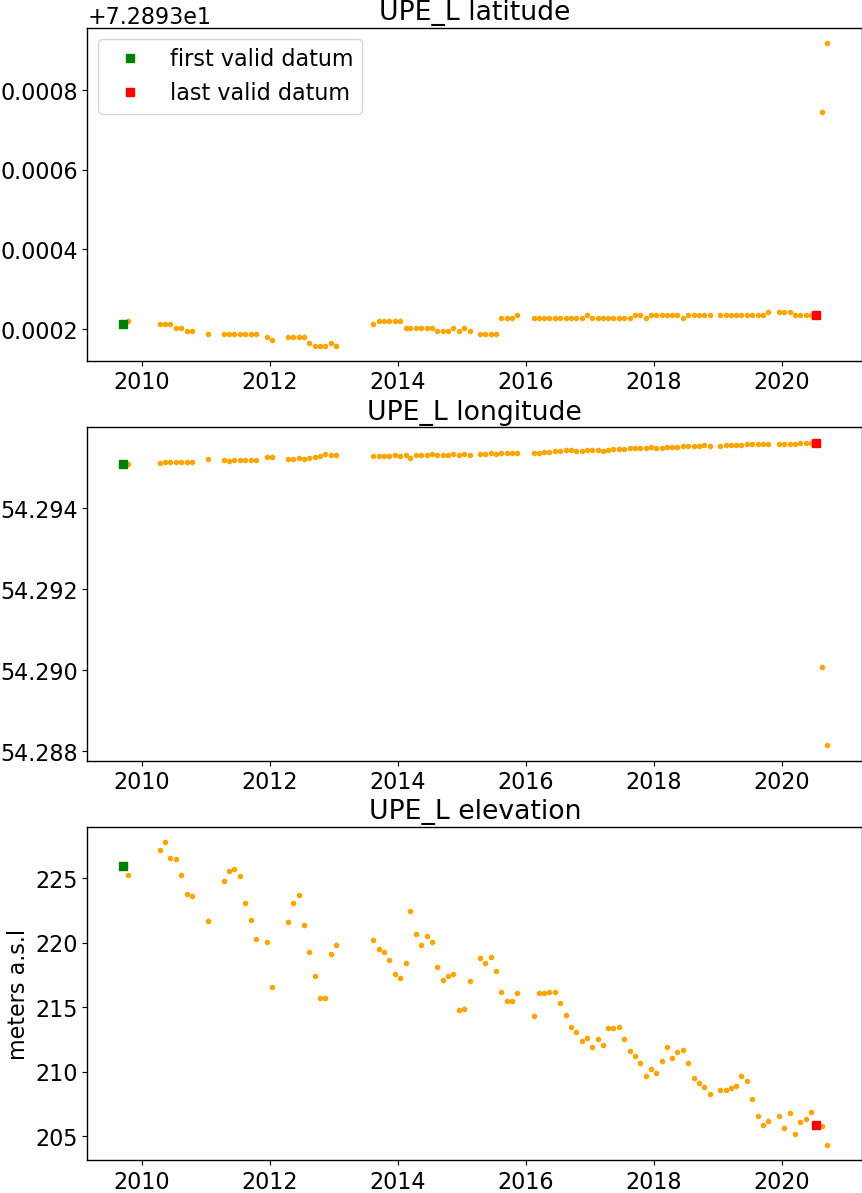 UPE_L latitude
+7.2893e1
first valid datum
last valid datum
0.0008
0.0006
0.0004
0.0002
2010 2012 2014 2016 2018 2020
UPE_L longitude
54.294
54.292
54.290
54.288
2010 2012 2014 2016 2018 2020
UPE_L elevation
meters a.s.l
225
220
215
210
205
2010 2012 2014 2016 2018 2020